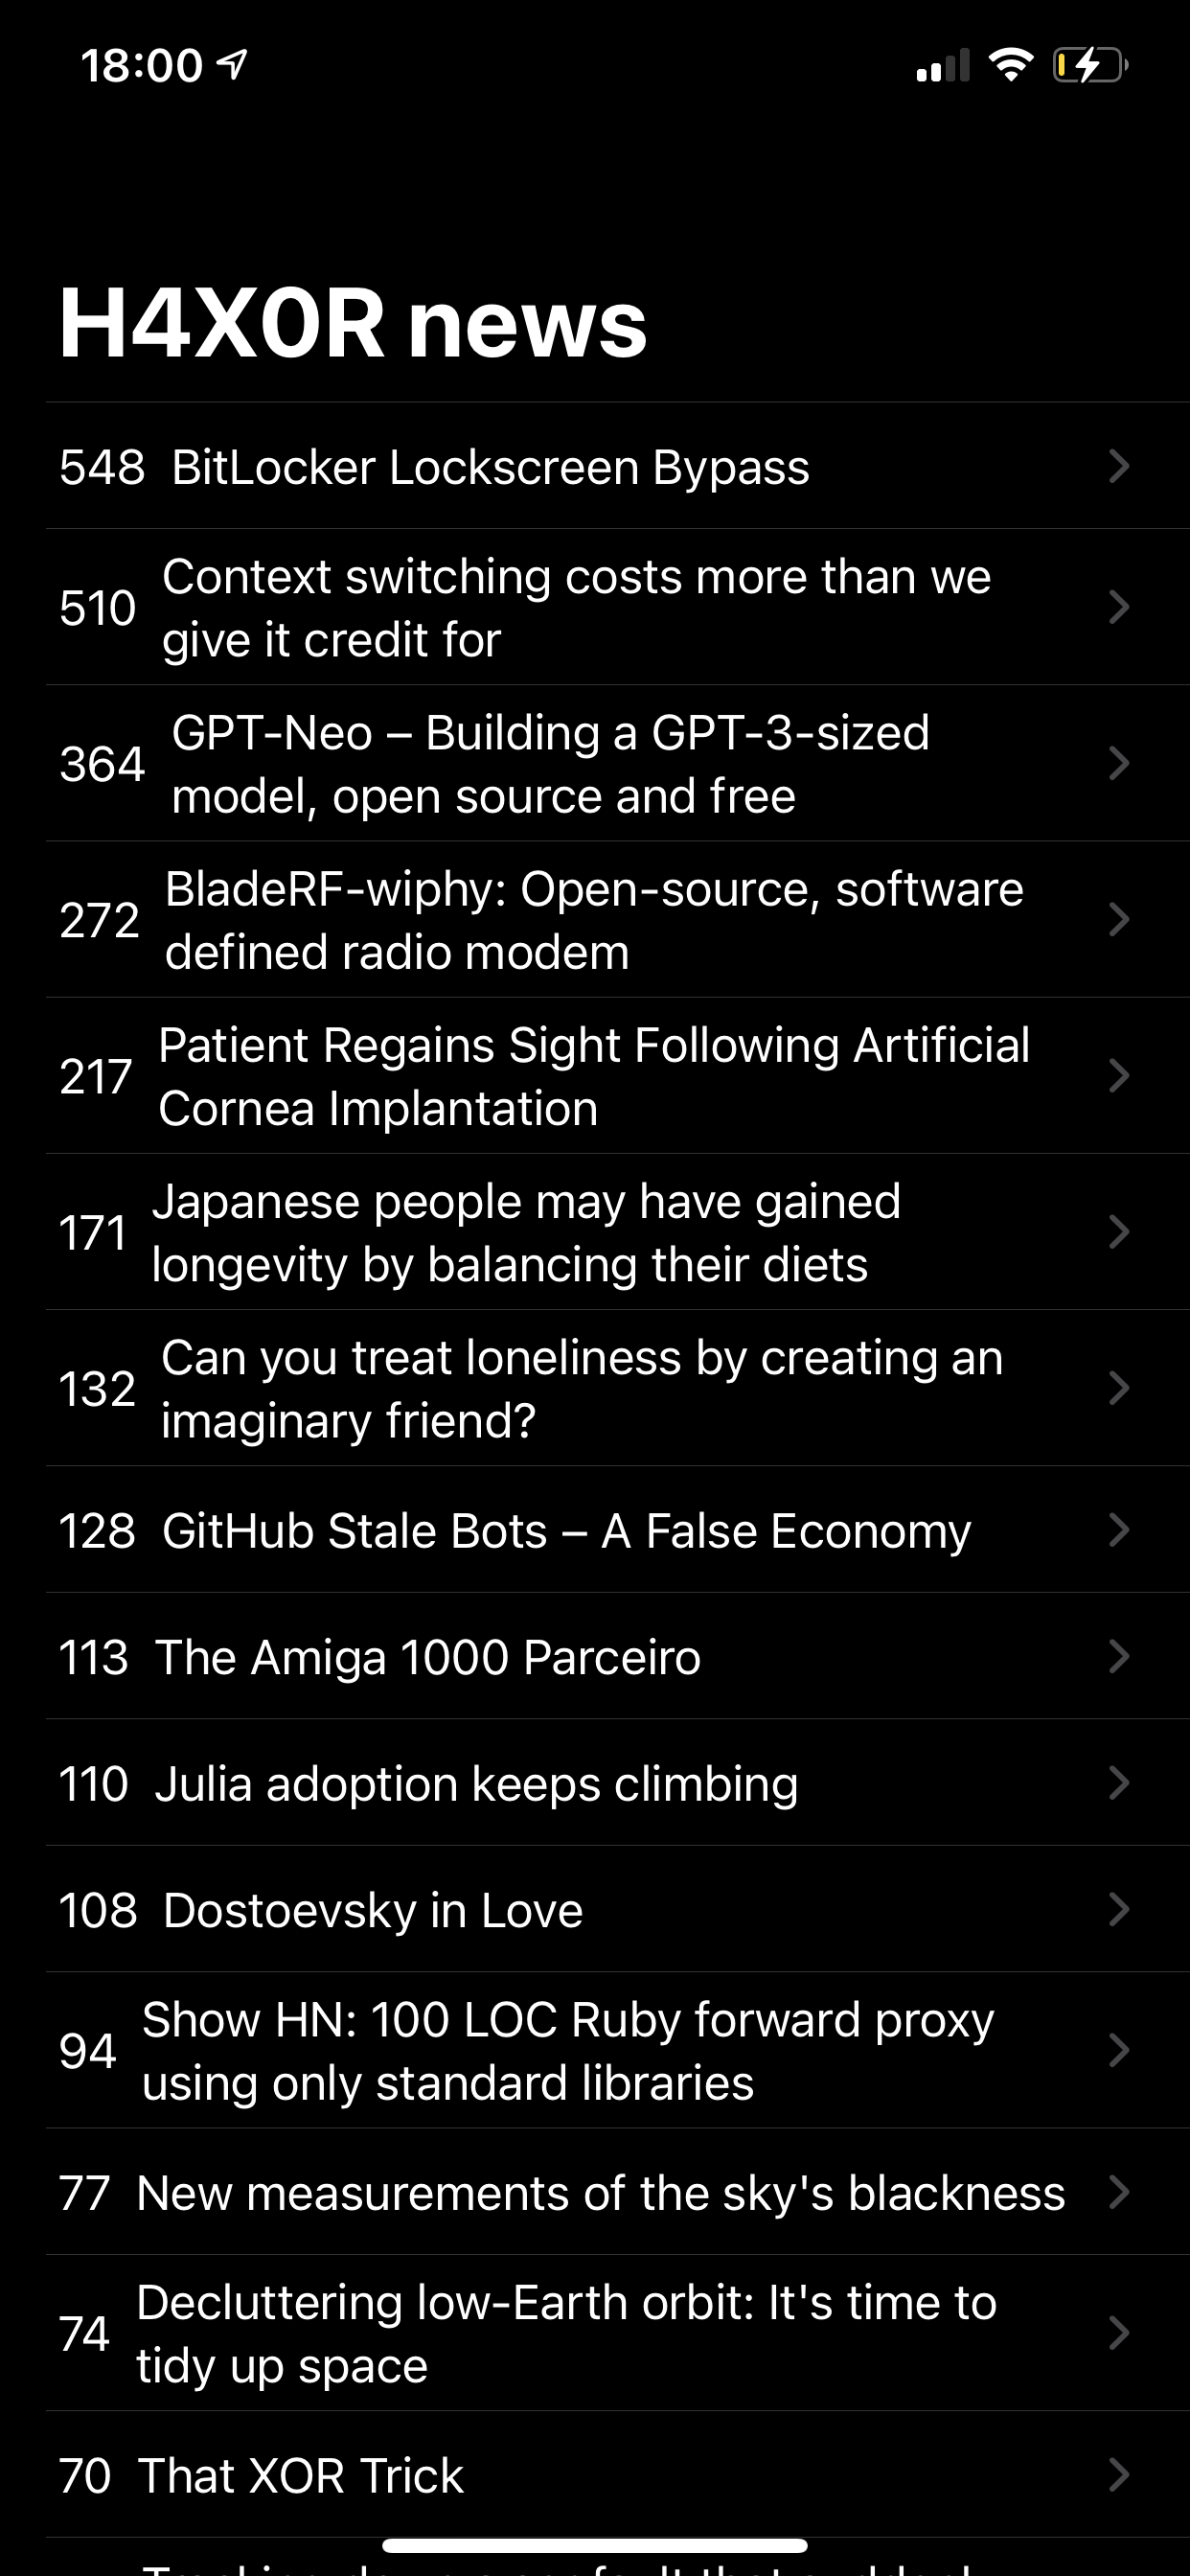 18:00
H4X0R news
548 BitLocker Lockscreen Bypass
Context switching costs more than we
510
give it credit for
GPT-Neo – Building a GPT-3-sized
364
model, open source and free
BladeRF-wiphy: Open-source, software
272
defined radio modem
Patient Regains Sight Following Artificial
217
Cornea Implantation
Japanese people may have gained
171
longevity by balancing their diets
Can you treat loneliness by creating an
132
imaginary friend?
128 GitHub Stale Bots – A False Economy
113 The Amiga 1000 Parceiro
110 Julia adoption keeps climbing
108 Dostoevsky in Love
Show HN: 100 LOC Ruby forward proxy
94
using only standard libraries
77 New measurements of the sky's blackness
Decluttering low-Earth orbit: It's time to
74
tidy up space
70 That XOR Trick